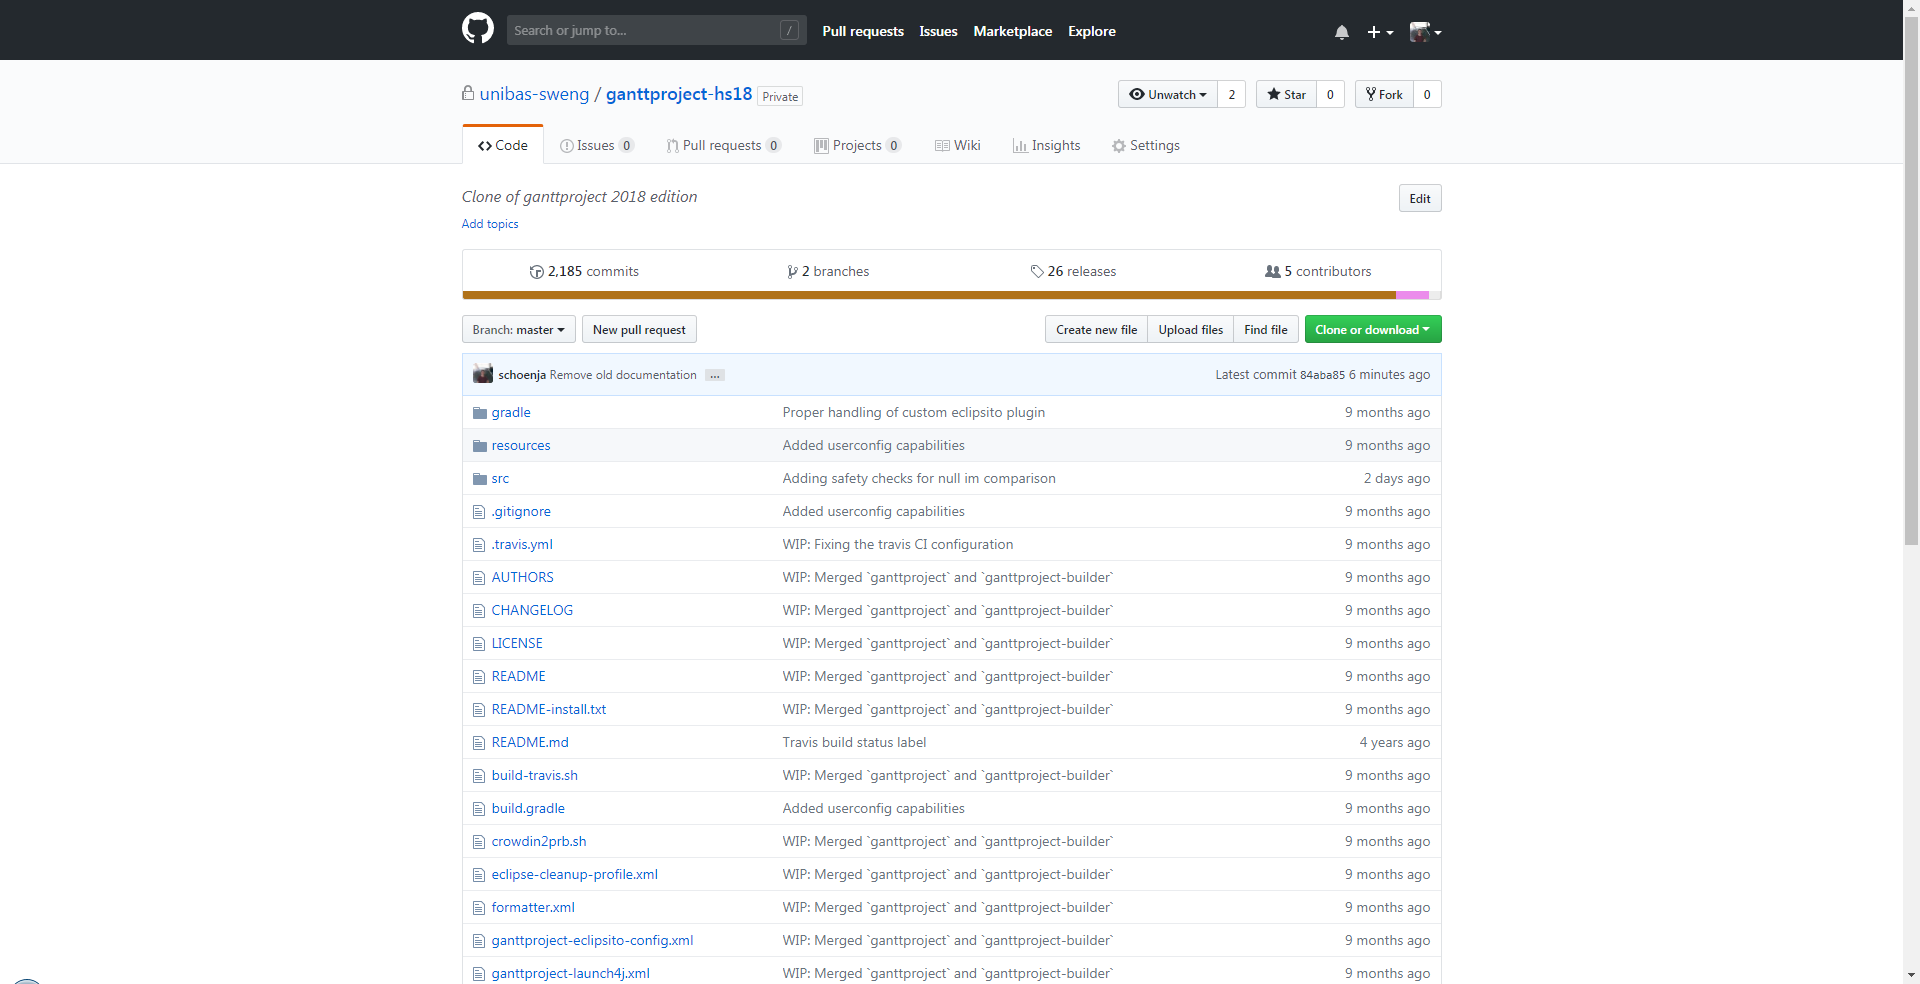 Search or jump to... / Pull requests Issues Marketplace Explore
unibas-sweng / ganttproject-hs18 Private Unwatch 2 Star 0 Fork 0
Code Issues 0 Pull requests 0 Projects 0 Wiki Insights Settings
Clone of ganttproject 2018 edition Edit
Add topics
2,185 commits 2 branches 26 releases 5 contributors
Branch: master New pull request Create new file Upload files Find file Clone or download
schoenja Remove old documentation ... Latest commit 84aba85 6 minutes ago
gradle Proper handling of custom eclipsito plugin 9 months ago
resources Added userconfig capabilities 9 months ago
src Adding safety checks for null im comparison 2 days ago
.gitignore Added userconfig capabilities 9 months ago
.travis.yml WIP: Fixing the travis CI configuration 9 months ago
AUTHORS WIP: Merged `ganttproject` and `ganttproject-builder` 9 months ago
CHANGELOG WIP: Merged `ganttproject` and `ganttproject-builder` 9 months ago
LICENSE WIP: Merged `ganttproject` and `ganttproject-builder` 9 months ago
README WIP: Merged `ganttproject` and `ganttproject-builder` 9 months ago
README-install.txt WIP: Merged `ganttproject` and `ganttproject-builder` 9 months ago
README.md Travis build status label 4 years ago
build-travis.sh WIP: Merged `ganttproject` and `ganttproject-builder` 9 months ago
build.gradle Added userconfig capabilities 9 months ago
crowdin2prb.sh WIP: Merged `ganttproject` and `ganttproject-builder` 9 months ago
eclipse-cleanup-profile.xml WIP: Merged `ganttproject` and `ganttproject-builder` 9 months ago
formatter.xml WIP: Merged `ganttproject` and `ganttproject-builder` 9 months ago
ganttproject-eclipsito-config.xml WIP: Merged `ganttproject` and `ganttproject-builder` 9 months ago
ganttproject-launch4j.xml WIP: Merged `ganttproject` and `ganttproject-builder` 9 months ago